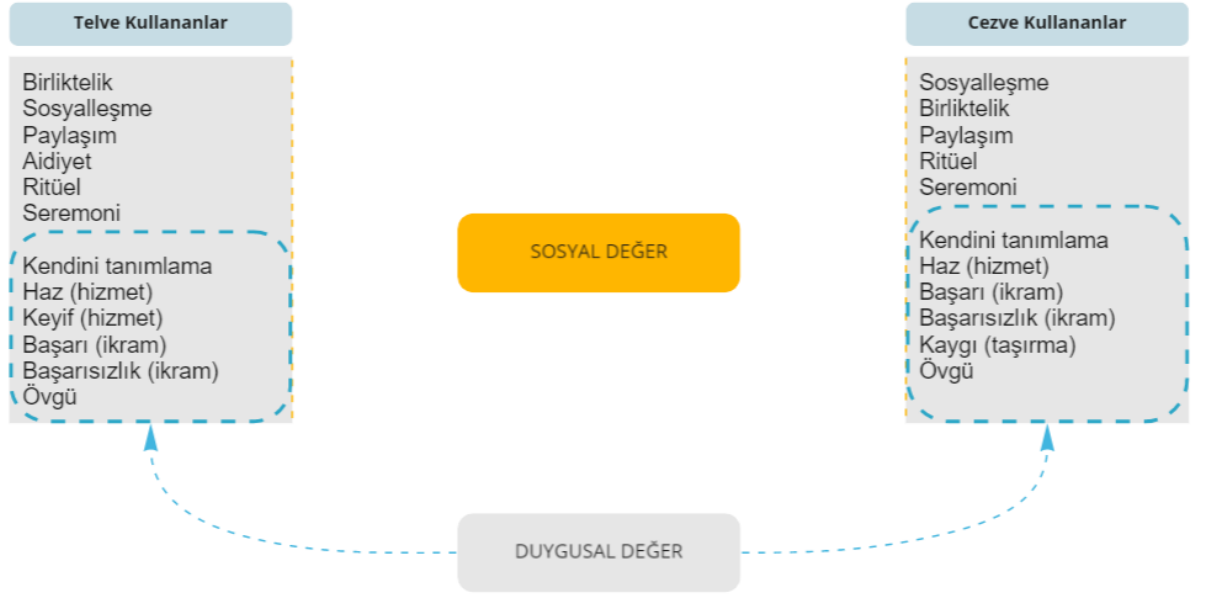 Telve Kullananlar
Birliktelik
Sosyalleşme
Paylaşım
Aidiyet
Ritüel
Seremoni
Kendini tanımlama
Haz (hizmet)
Keyif (hizmet)
Başarı (ikram)
Başarısızlık (ikram)
Övgü
SOSYAL DEĞER
DUYGUSAL DEĞER
Cezve Kullananlar
Sosyalleşme
Birliktelik
Paylaşım
Ritüel
Seremoni
Kendini tanımlama
Haz (hizmet)
Başarı (ikram)
Başarısızlık (ikram)
Kaygı (taşırma)
Övgü